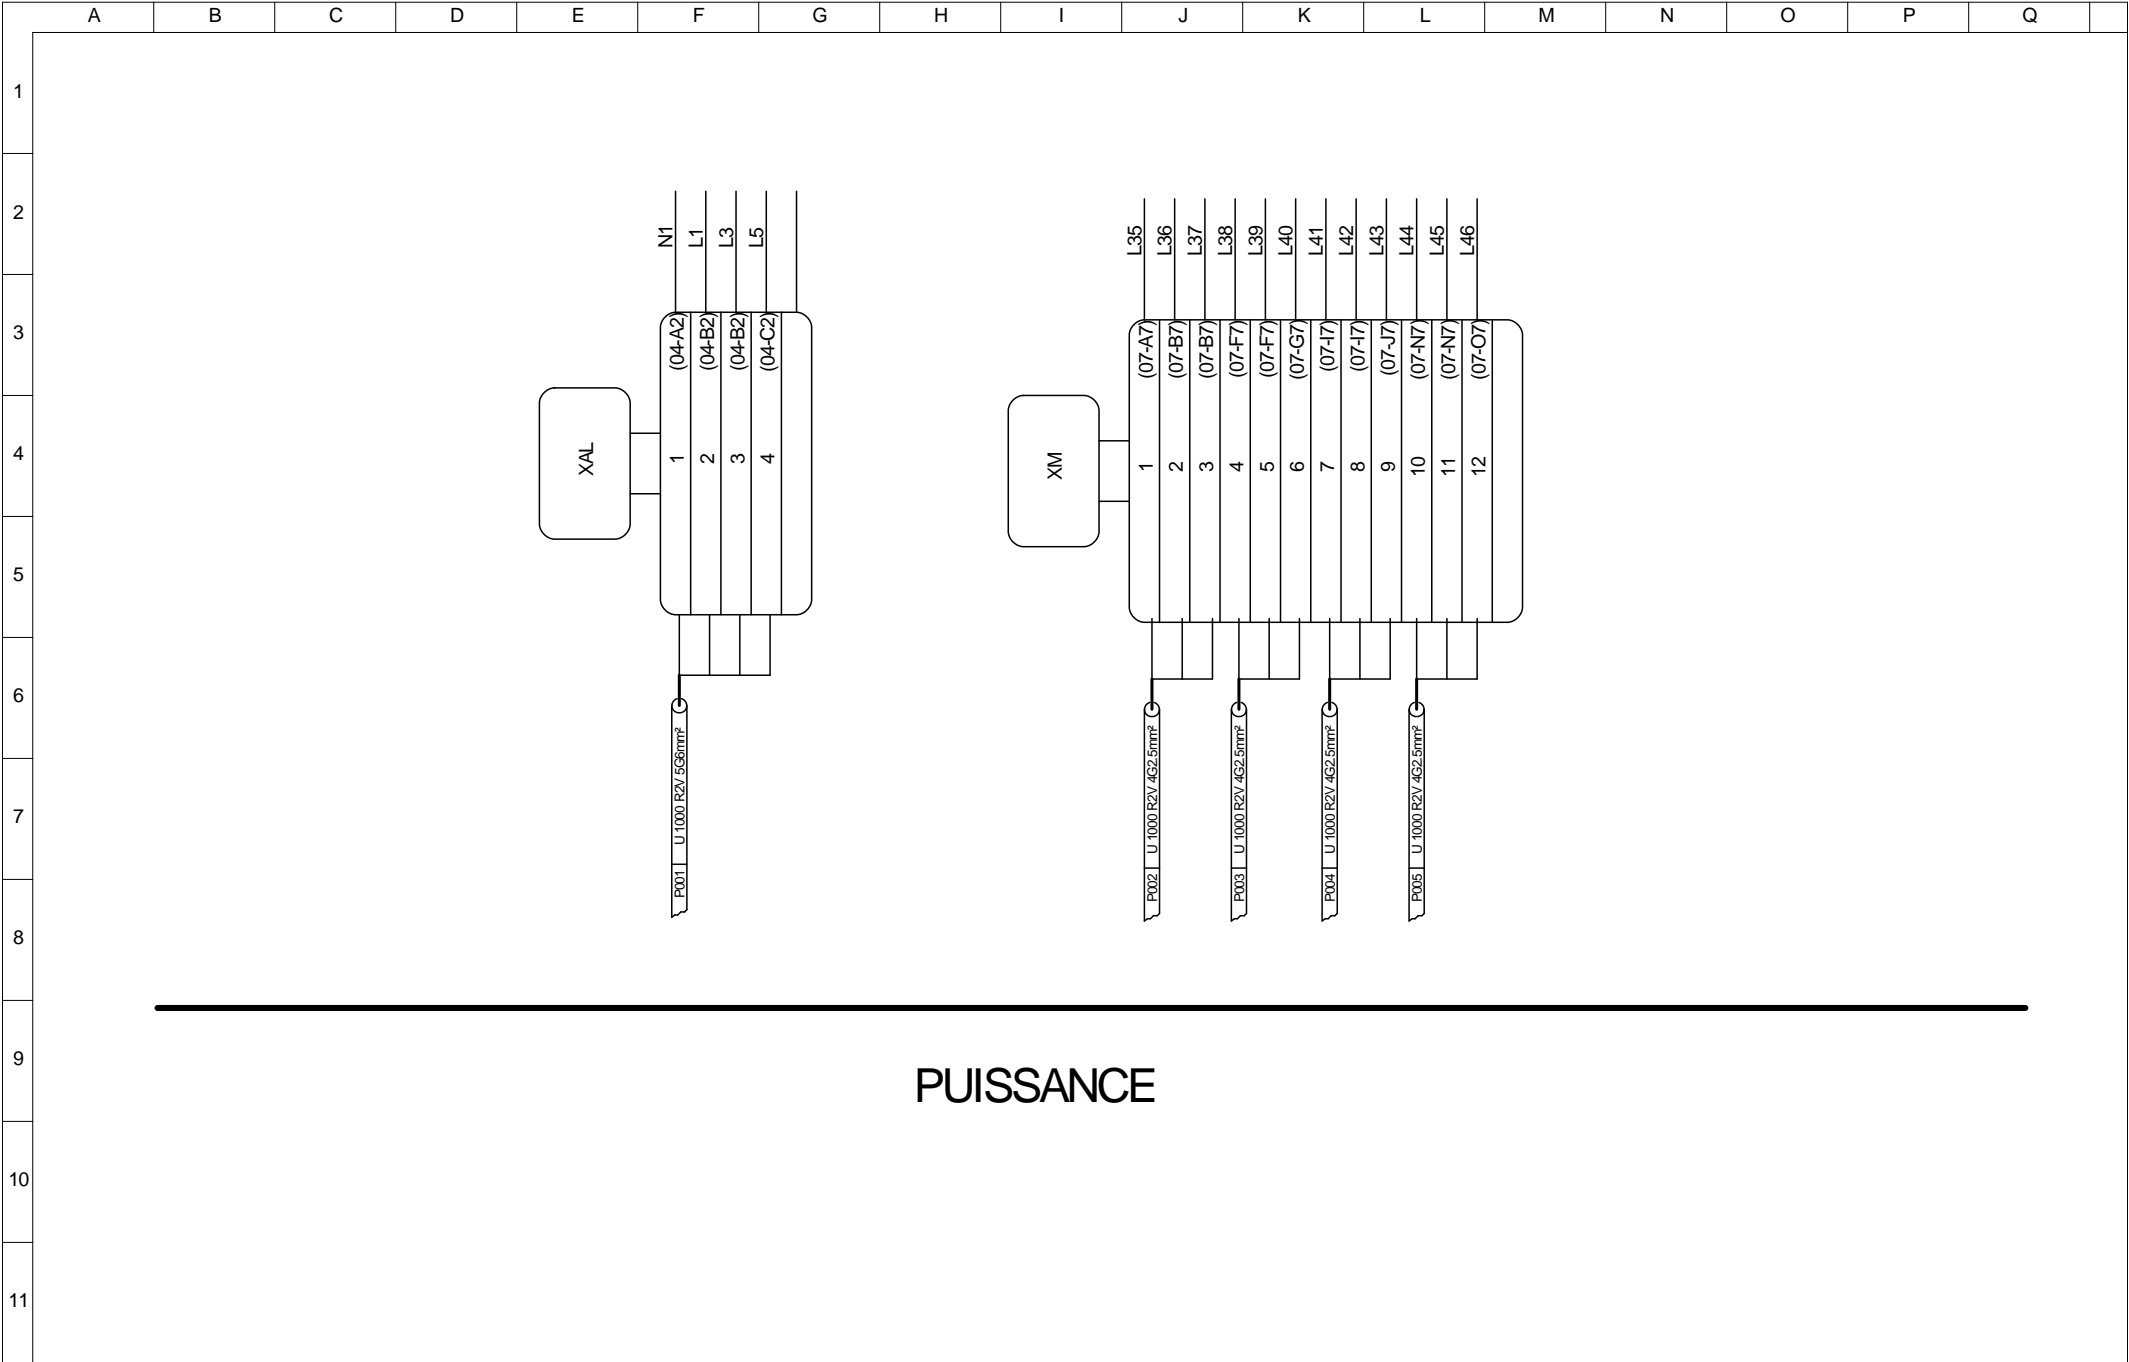 A B C D E F G H I J K L M N O P Q
1
2
3
4
5
6
7
8
9
10
11
N1 L1 L3 L5
(04-A2) (04-B2) (04-B2) (04-C2)
XAL
1 2 3 4
P001 U 1000 R2V 5G6mm²
L35 L36 L37 L38 L39 L40 L41 L42 L43 L44 L45 L46
(07-A7) (07-B7) (07-B7) (07-F7) (07-F7) (07-G7) (07-I7) (07-I7) (07-J7) (07-N7) (07-N7) (07-O7)
XM
1 2 3 4 5 6 7 8 9 10 11 12
P002 U 1000 R2V 4G2.5mm²
P003 U 1000 R2V 4G2.5mm²
P004 U 1000 R2V 4G2.5mm²
P005 U 1000 R2V 4G2.5mm²
PUISSANCE